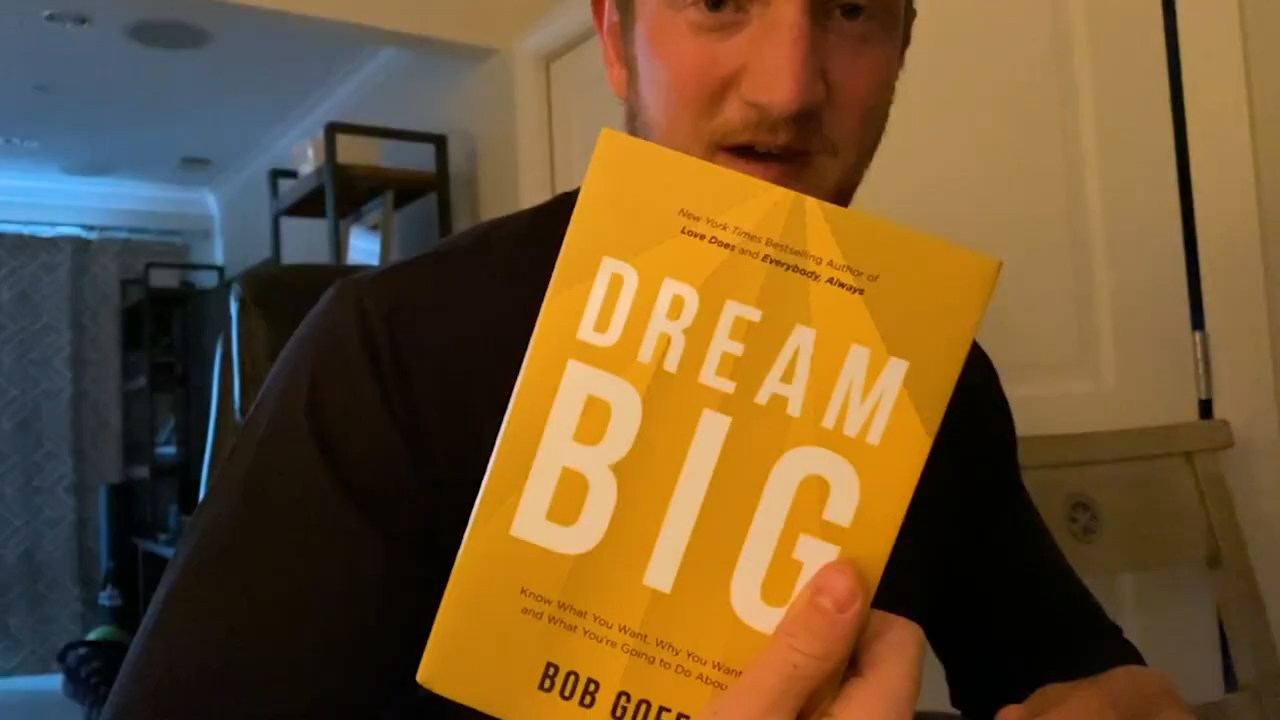 New York Times Bestselling Author of
Love Does and Everybody, Always
DREAM
BIG
Know What You Want, Why You Want
and What You're Going to Do Abou
BOB GOFF